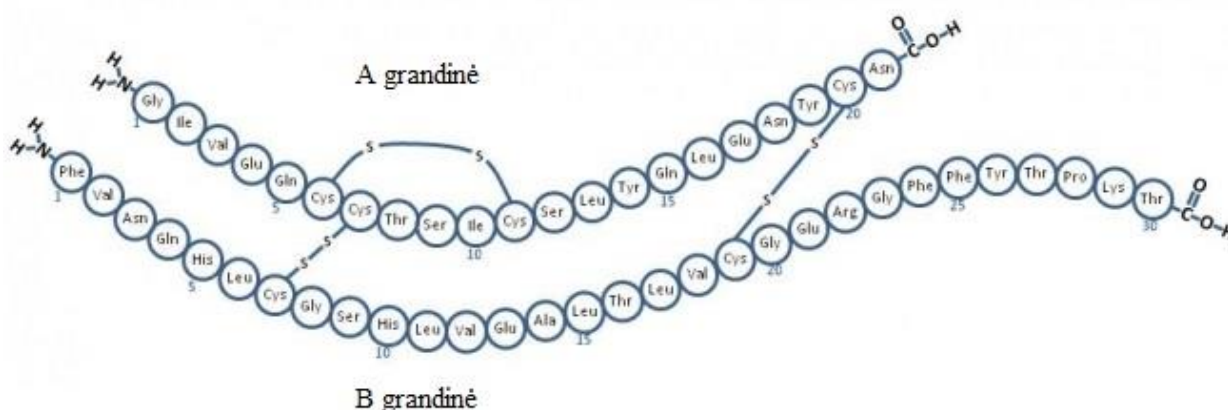 A grandinė
H H N Gly Ile Val Glu Gln Cys Cys Thr Ser Ile Cys Ser Leu Tyr Gln Leu Glu Asn Tyr Cys Asn C O O H
1 5 10 15 20
S S
S S
S S
H H N Phe Val Asn Gln His Leu Cys Gly Ser His Leu Val Glu Ala Leu Thr Leu Val Cys Gly Glu Arg Gly Phe Phe Tyr Thr Pro Lys Thr C O O H
1 5 10 15 20 25 30
B grandinė